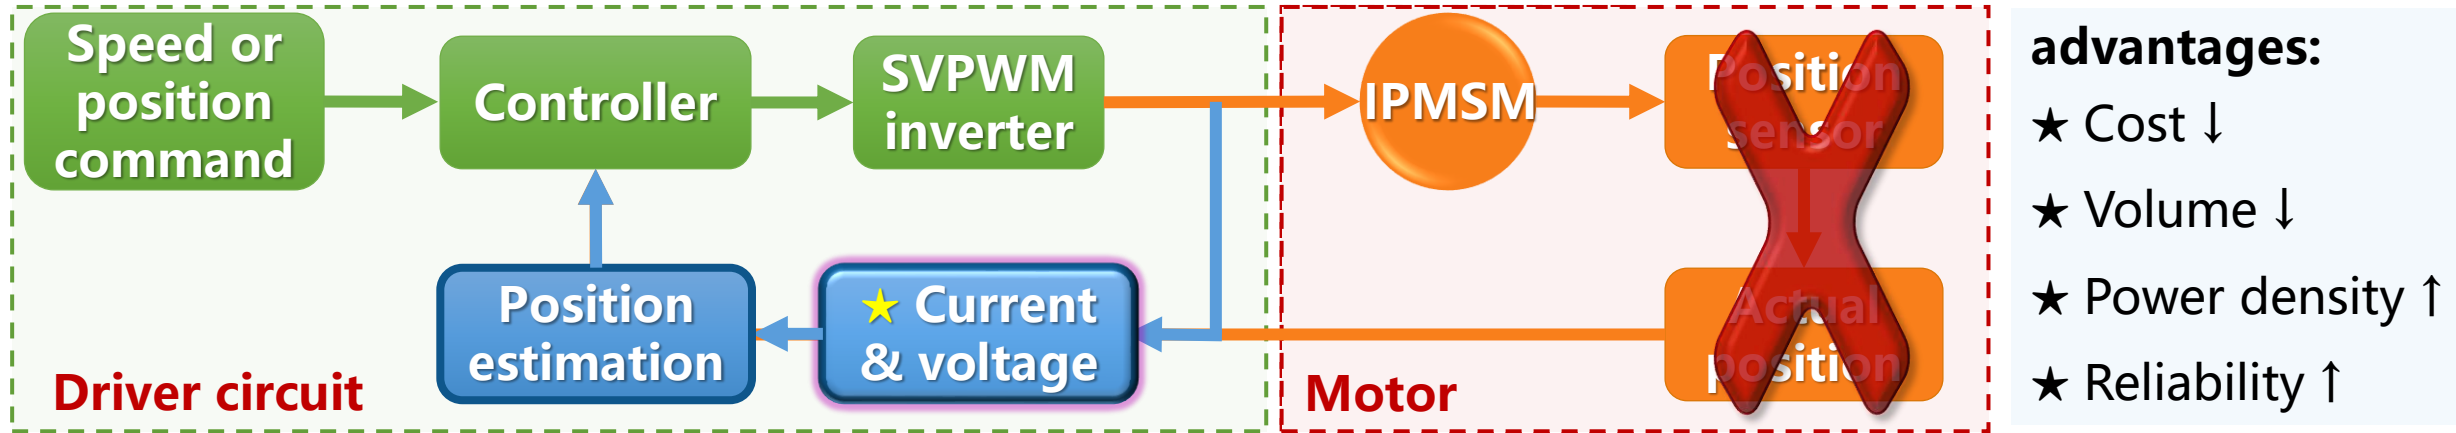 Speed or
position
command
Controller
SVPWM
inverter
IPMSM
Position
sensor
Position
estimation
★ Current
& voltage
Actual
position
Driver circuit
Motor
advantages:
★ Cost ↓
★ Volume ↓
★ Power density ↑
★ Reliability ↑